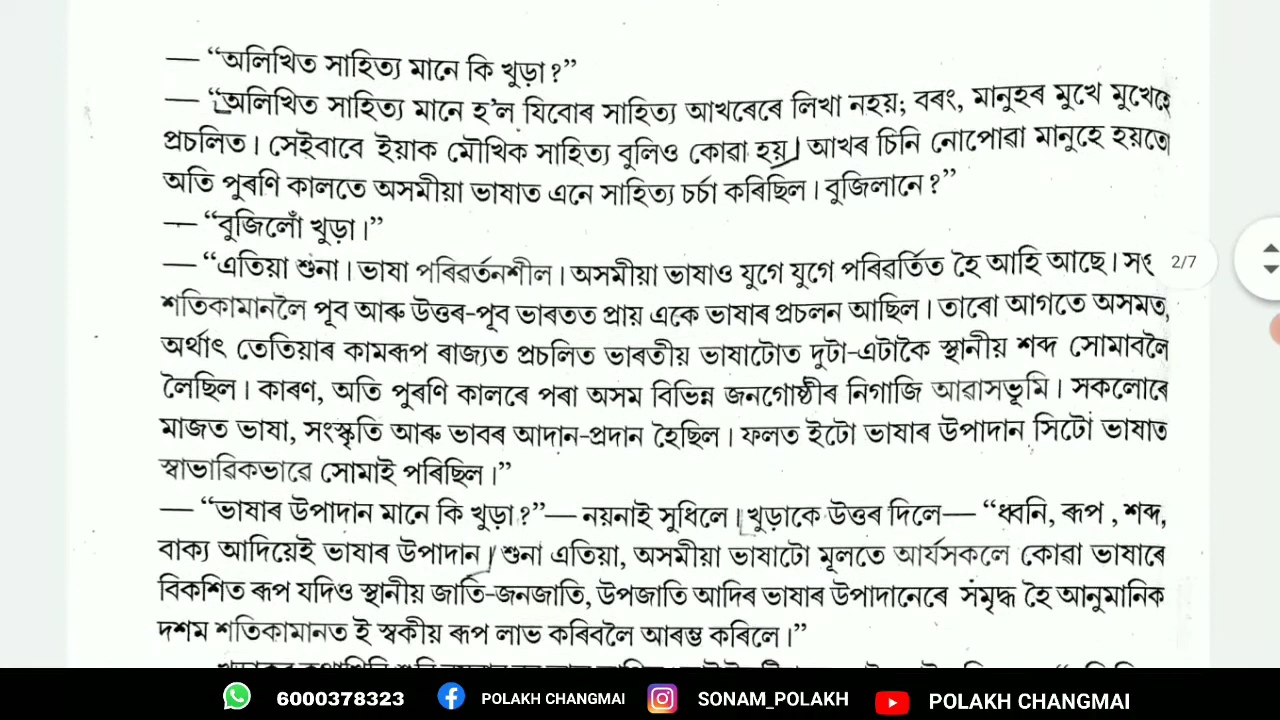 — “অলিখিত সাহিত্য মানে কি খুড়া?”
— “অলিখিত সাহিত্য মানে হ'ল যিবোৰ সাহিত্য আখৰেৰে লিখা নহয়; বৰং, মানুহৰ মুখে মুখেহে
প্ৰচলিত। সেইবাবে ইয়াক মৌখিক সাহিত্য বুলিও কোৱা হয়। আখৰ চিনি নোপোৱা মানুহে হয়তো
অতি পুৰণি কালতে অসমীয়া ভাষাত এনে সাহিত্য চৰ্চা কৰিছিল। বুজিলানে?”
— “বুজিলোঁ খুড়া।”
— “এতিয়া শুনা। ভাষা পৰিৱৰ্তনশীল। অসমীয়া ভাষাও যুগে যুগে পৰিৱৰ্তিত হৈ আহি আছে।
2/7
শতিকামানলৈ পূব আৰু উত্তৰ-পূব ভাৰতত প্ৰায় একে ভাষাৰ প্ৰচলন আছিল। তাৰো আগতে অসমত,
অৰ্থাৎ তেতিয়াৰ কামৰূপ ৰাজ্যত প্ৰচলিত ভাৰতীয় ভাষাটোত দুটা-এটাকৈ স্থানীয় শব্দ সোমাবলৈ
লৈছিল। কাৰণ, অতি পুৰণি কালৰে পৰা অসম বিভিন্ন জনগোষ্ঠীৰ নিগাজি আৱাসভূমি। সকলোৰে
মাজত ভাষা, সংস্কৃতি আৰু ভাবৰ আদান-প্ৰদান হৈছিল। ফলত ইটো ভাষাৰ উপাদান সিটো ভাষাত
স্বাভাৱিকভাৱে সোমাই পৰিছিল।”
— “ভাষাৰ উপাদান মানে কি খুড়া?”— নয়নাই সুধিলে। খুড়াকে উত্তৰ দিলে— “ধ্বনি, ৰূপ , শব্দ,
বাক্য আদিয়েই ভাষাৰ উপাদান। শুনা এতিয়া, অসমীয়া ভাষাটো মূলতে আৰ্যসকলে কোৱা ভাষাৰে
বিকশিত ৰূপ যদিও স্থানীয় জাতি-জনজাতি, উপজাতি আদিৰ ভাষাৰ উপাদানেৰে সংমৃদ্ধ হৈ আনুমানিক
দশম শতিকামানত ই স্বকীয় ৰূপ লাভ কৰিবলৈ আৰম্ভ কৰিলে।”
6000378323 POLAKH CHANGMAI SONAM_POLAKH POLAKH CHANGMAI